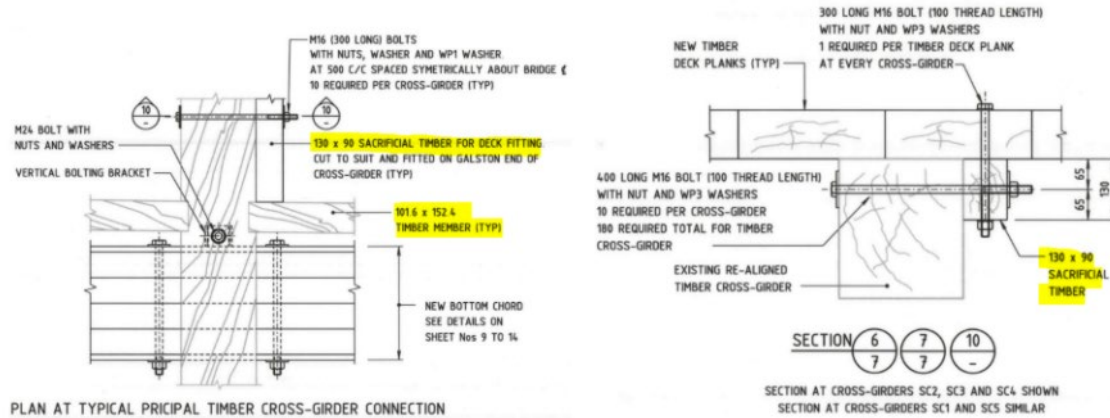 M16 (300 LONG) BOLTS
WITH NUTS, WASHER AND WP1 WASHER
AT 500 C/C SPACED SYMETRICALLY ABOUT BRIDGE ℄
10 REQUIRED PER CROSS-GIRDER (TYP)
10
-
10
-
M24 BOLT WITH
NUTS AND WASHERS
VERTICAL BOLTING BRACKET
130 x 90 SACRIFICIAL TIMBER FOR DECK FITTING
CUT TO SUIT AND FITTED ON GALSTON END OF
CROSS-GIRDER (TYP)
101.6 x 152.4
TIMBER MEMBER (TYP)
NEW BOTTOM CHORD
SEE DETAILS ON
SHEET Nos 9 TO 14
PLAN AT TYPICAL PRICIPAL TIMBER CROSS-GIRDER CONNECTION
300 LONG M16 BOLT (100 THREAD LENGTH)
WITH NUT AND WP3 WASHERS
1 REQUIRED PER TIMBER DECK PLANK
AT EVERY CROSS-GIRDER
NEW TIMBER
DECK PLANKS (TYP)
400 LONG M16 BOLT (100 THREAD LENGTH)
WITH NUT AND WP3 WASHERS
10 REQUIRED PER CROSS-GIRDER
180 REQUIRED TOTAL FOR TIMBER
CROSS-GIRDER
65
65
130
EXISTING RE-ALIGNED
TIMBER CROSS-GIRDER
130 x 90
SACRIFICIAL
TIMBER
SECTION 6 7 7 7 10 -
SECTION AT CROSS-GIRDERS SC2, SC3 AND SC4 SHOWN
SECTION AT CROSS-GIRDERS SC1 AND SC5 SIMILAR